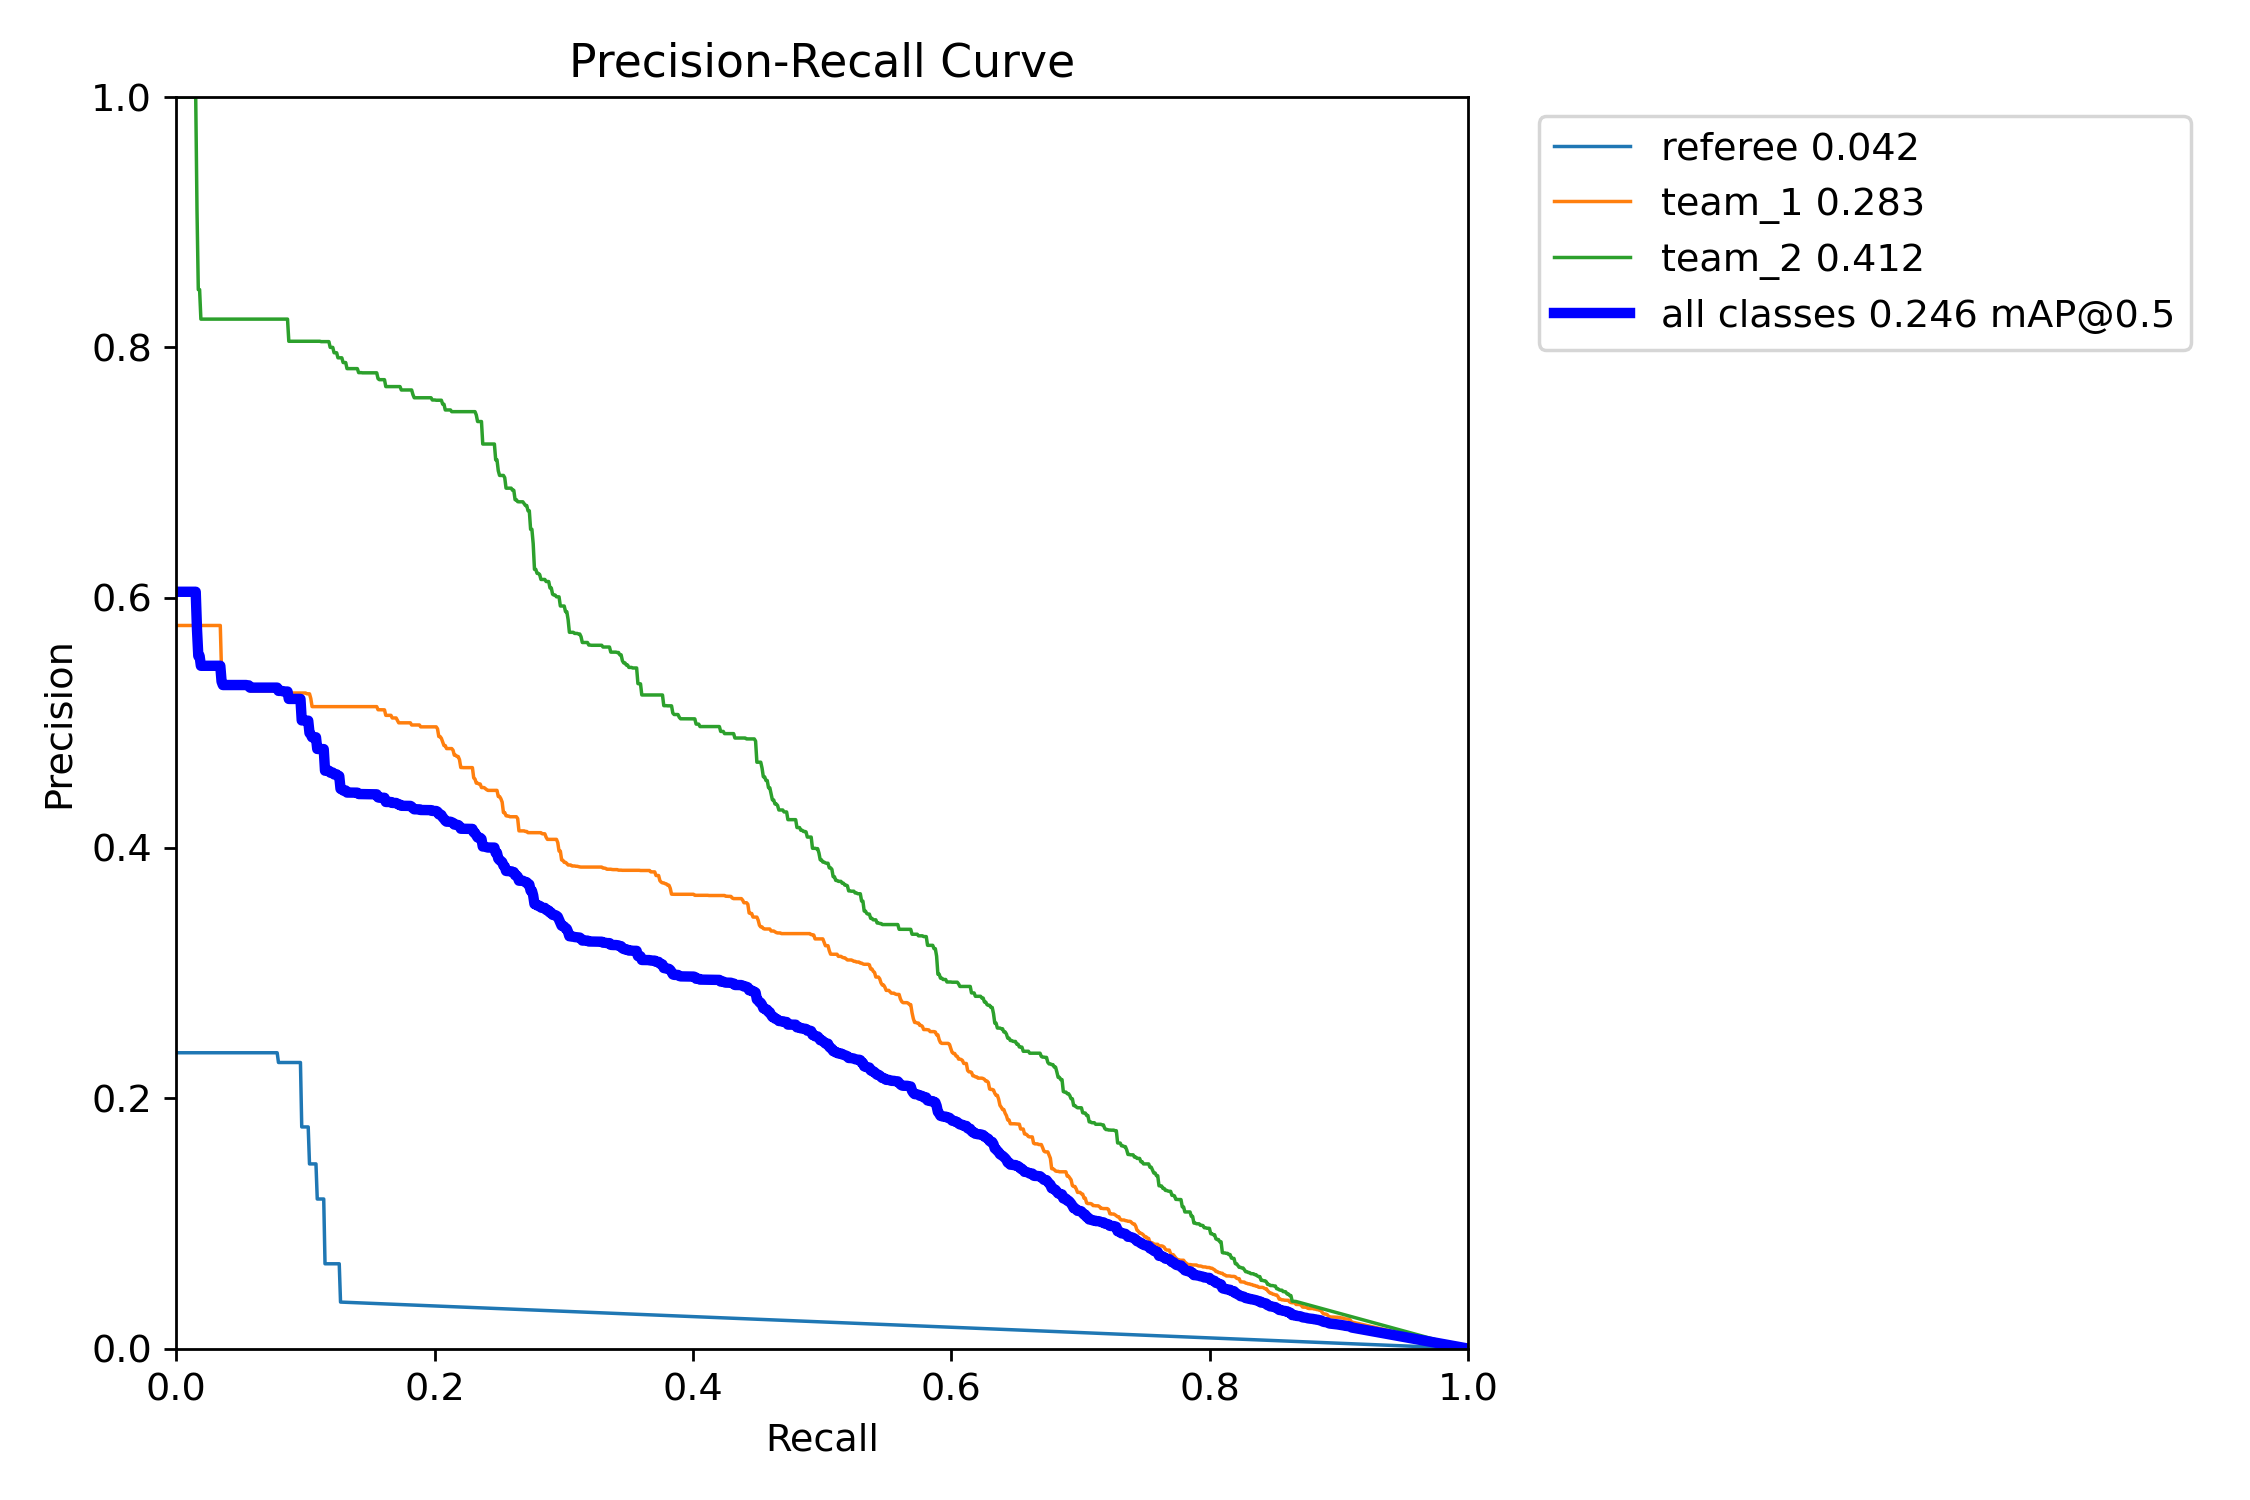 Precision-Recall Curve
1.0
0.8
0.6
0.4
0.2
0.0
Precision
0.0 0.2 0.4 0.6 0.8 1.0
Recall
referee 0.042
team_1 0.283
team_2 0.412
all classes 0.246 mAP@0.5